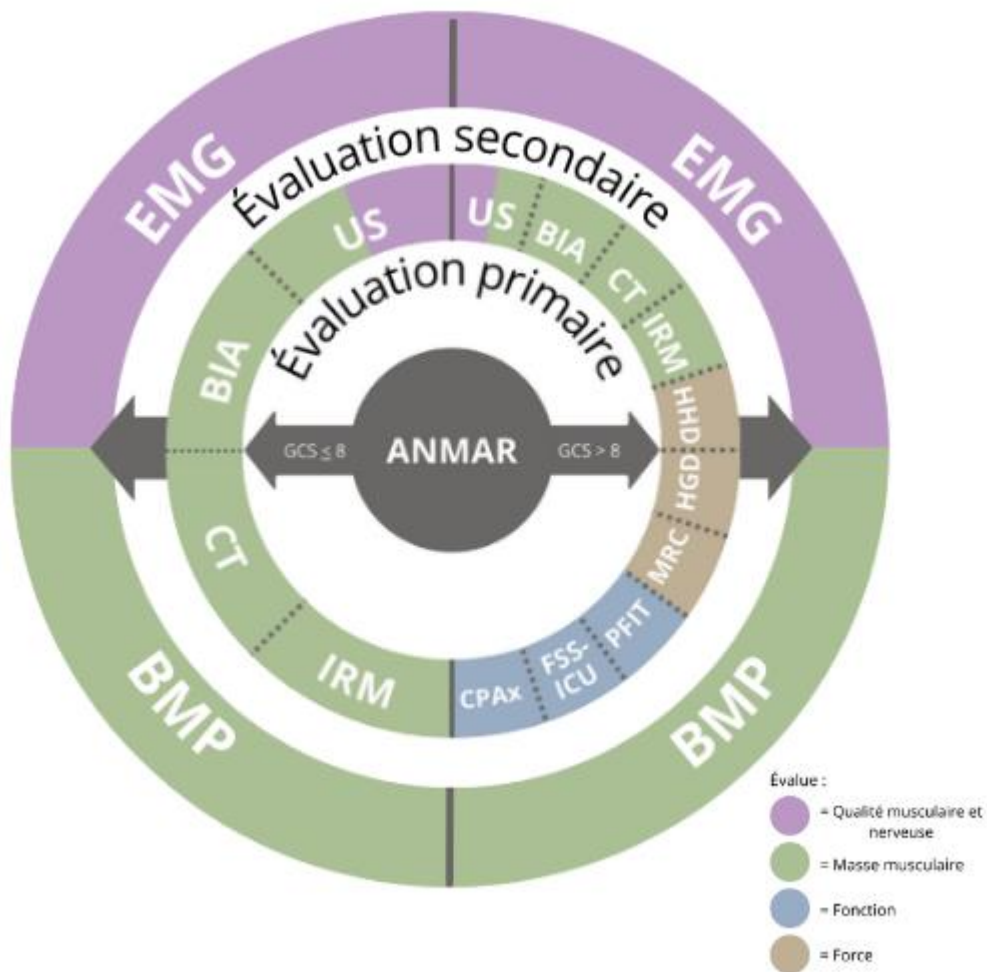 EMG
EMG
Évaluation secondaire
US
US
BIA
CT
IRM
HHD
HGD
MRC
PFIT
FSS-
ICU
CPAx
BIA
CT
IRM
Évaluation primaire
GCS ≤ 8
ANMAR
GCS > 8
BMP
BMP
Évalue :
= Qualité musculaire et
nerveuse
= Masse musculaire
= Fonction
= Force